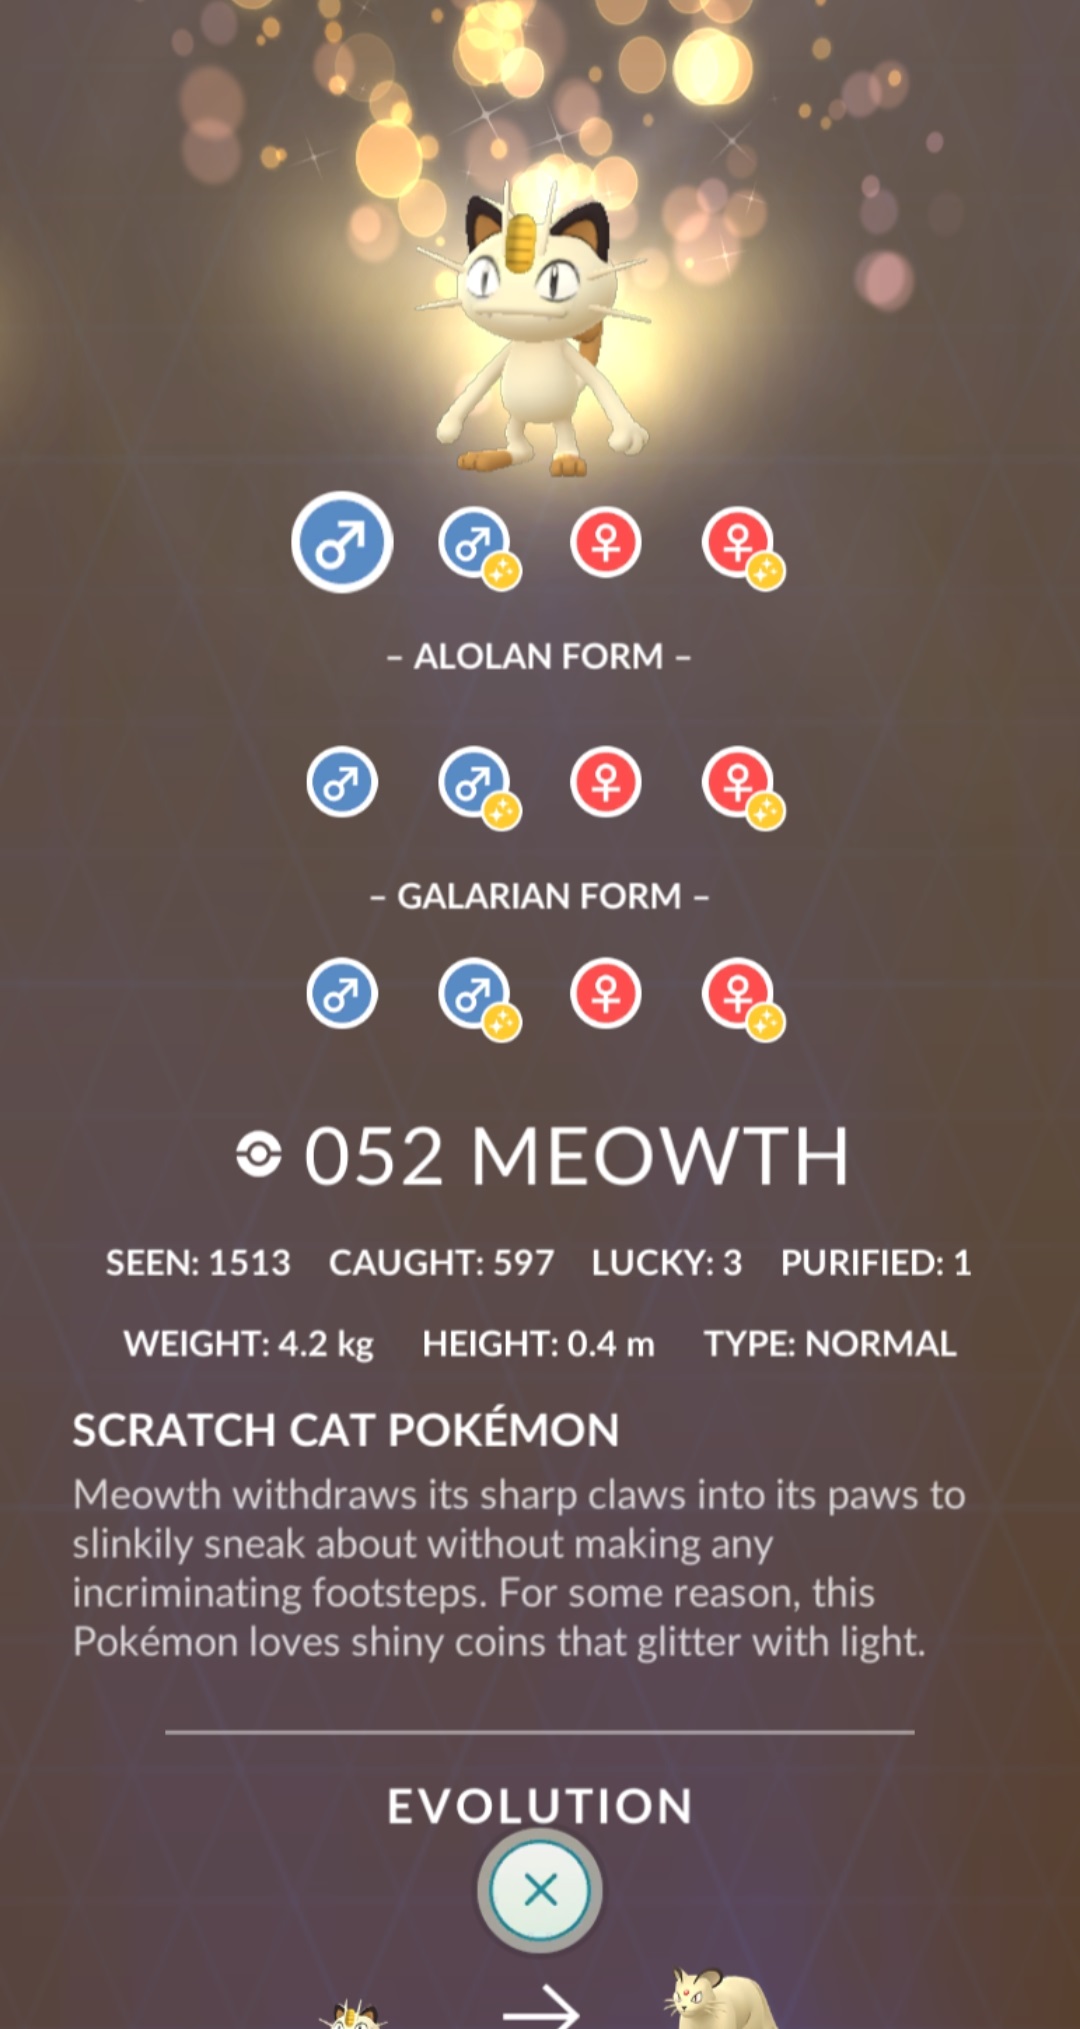 – ALOLAN FORM –
– GALARIAN FORM –
052 MEOWTH
SEEN: 1513 CAUGHT: 597 LUCKY: 3 PURIFIED: 1
WEIGHT: 4.2 kg HEIGHT: 0.4 m TYPE: NORMAL
SCRATCH CAT POKÉMON
Meowth withdraws its sharp claws into its paws to
slinkily sneak about without making any
incriminating footsteps. For some reason, this
Pokémon loves shiny coins that glitter with light.
EVOLUTION